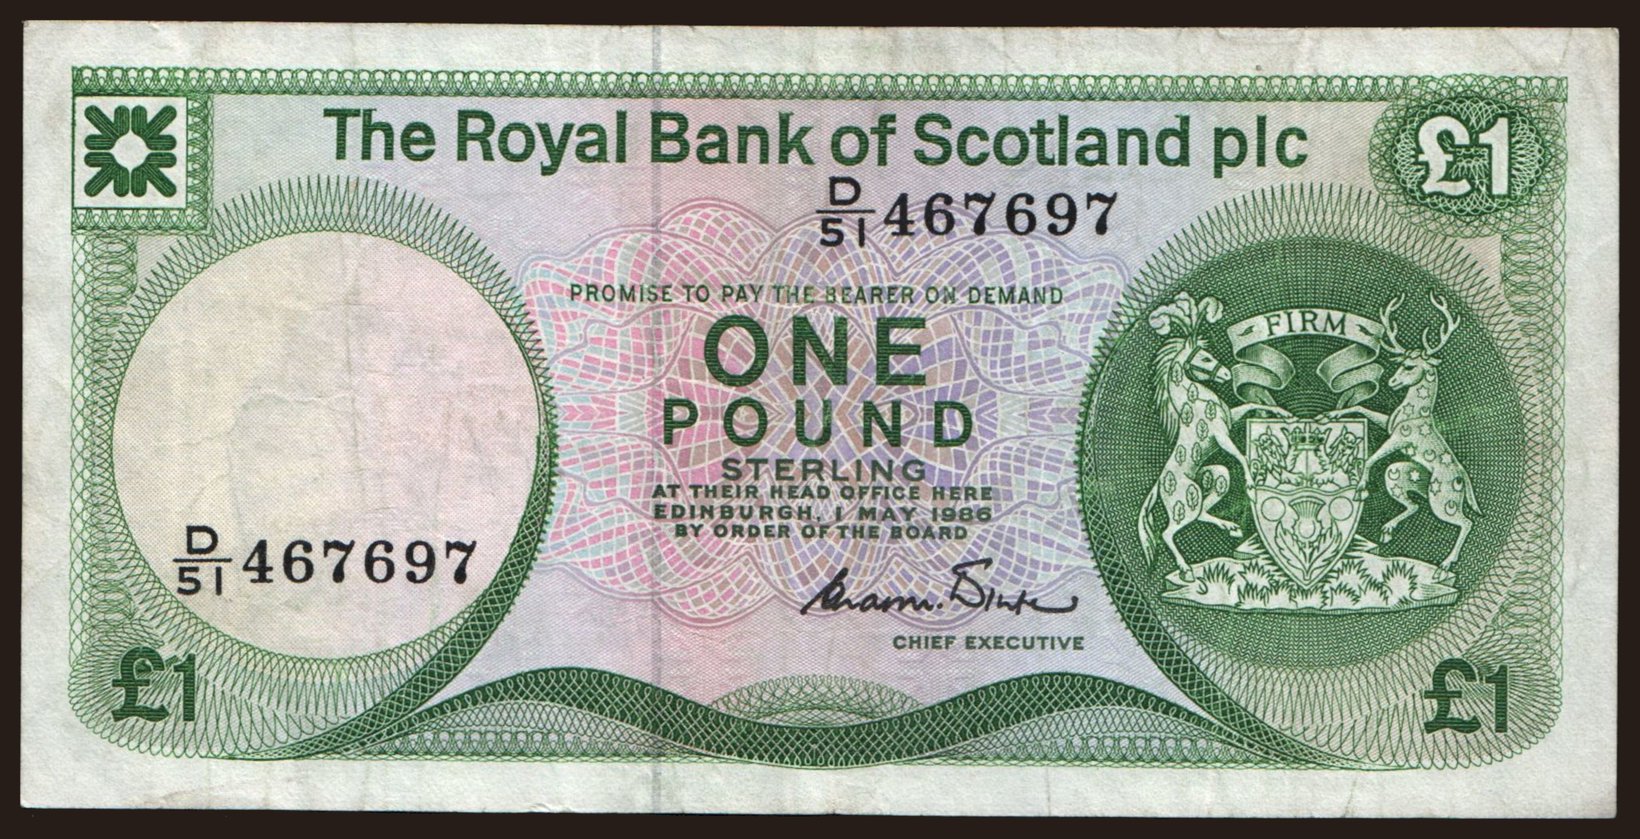 The Royal Bank of Scotland plc
£1
D/51 467697
PROMISE TO PAY THE BEARER ON DEMAND
ONE
POUND
STERLING
AT THEIR HEAD OFFICE HERE
EDINBURGH, 1 MAY 1986
BY ORDER OF THE BOARD
FIRM
D/51 467697
CHIEF EXECUTIVE
£1
£1